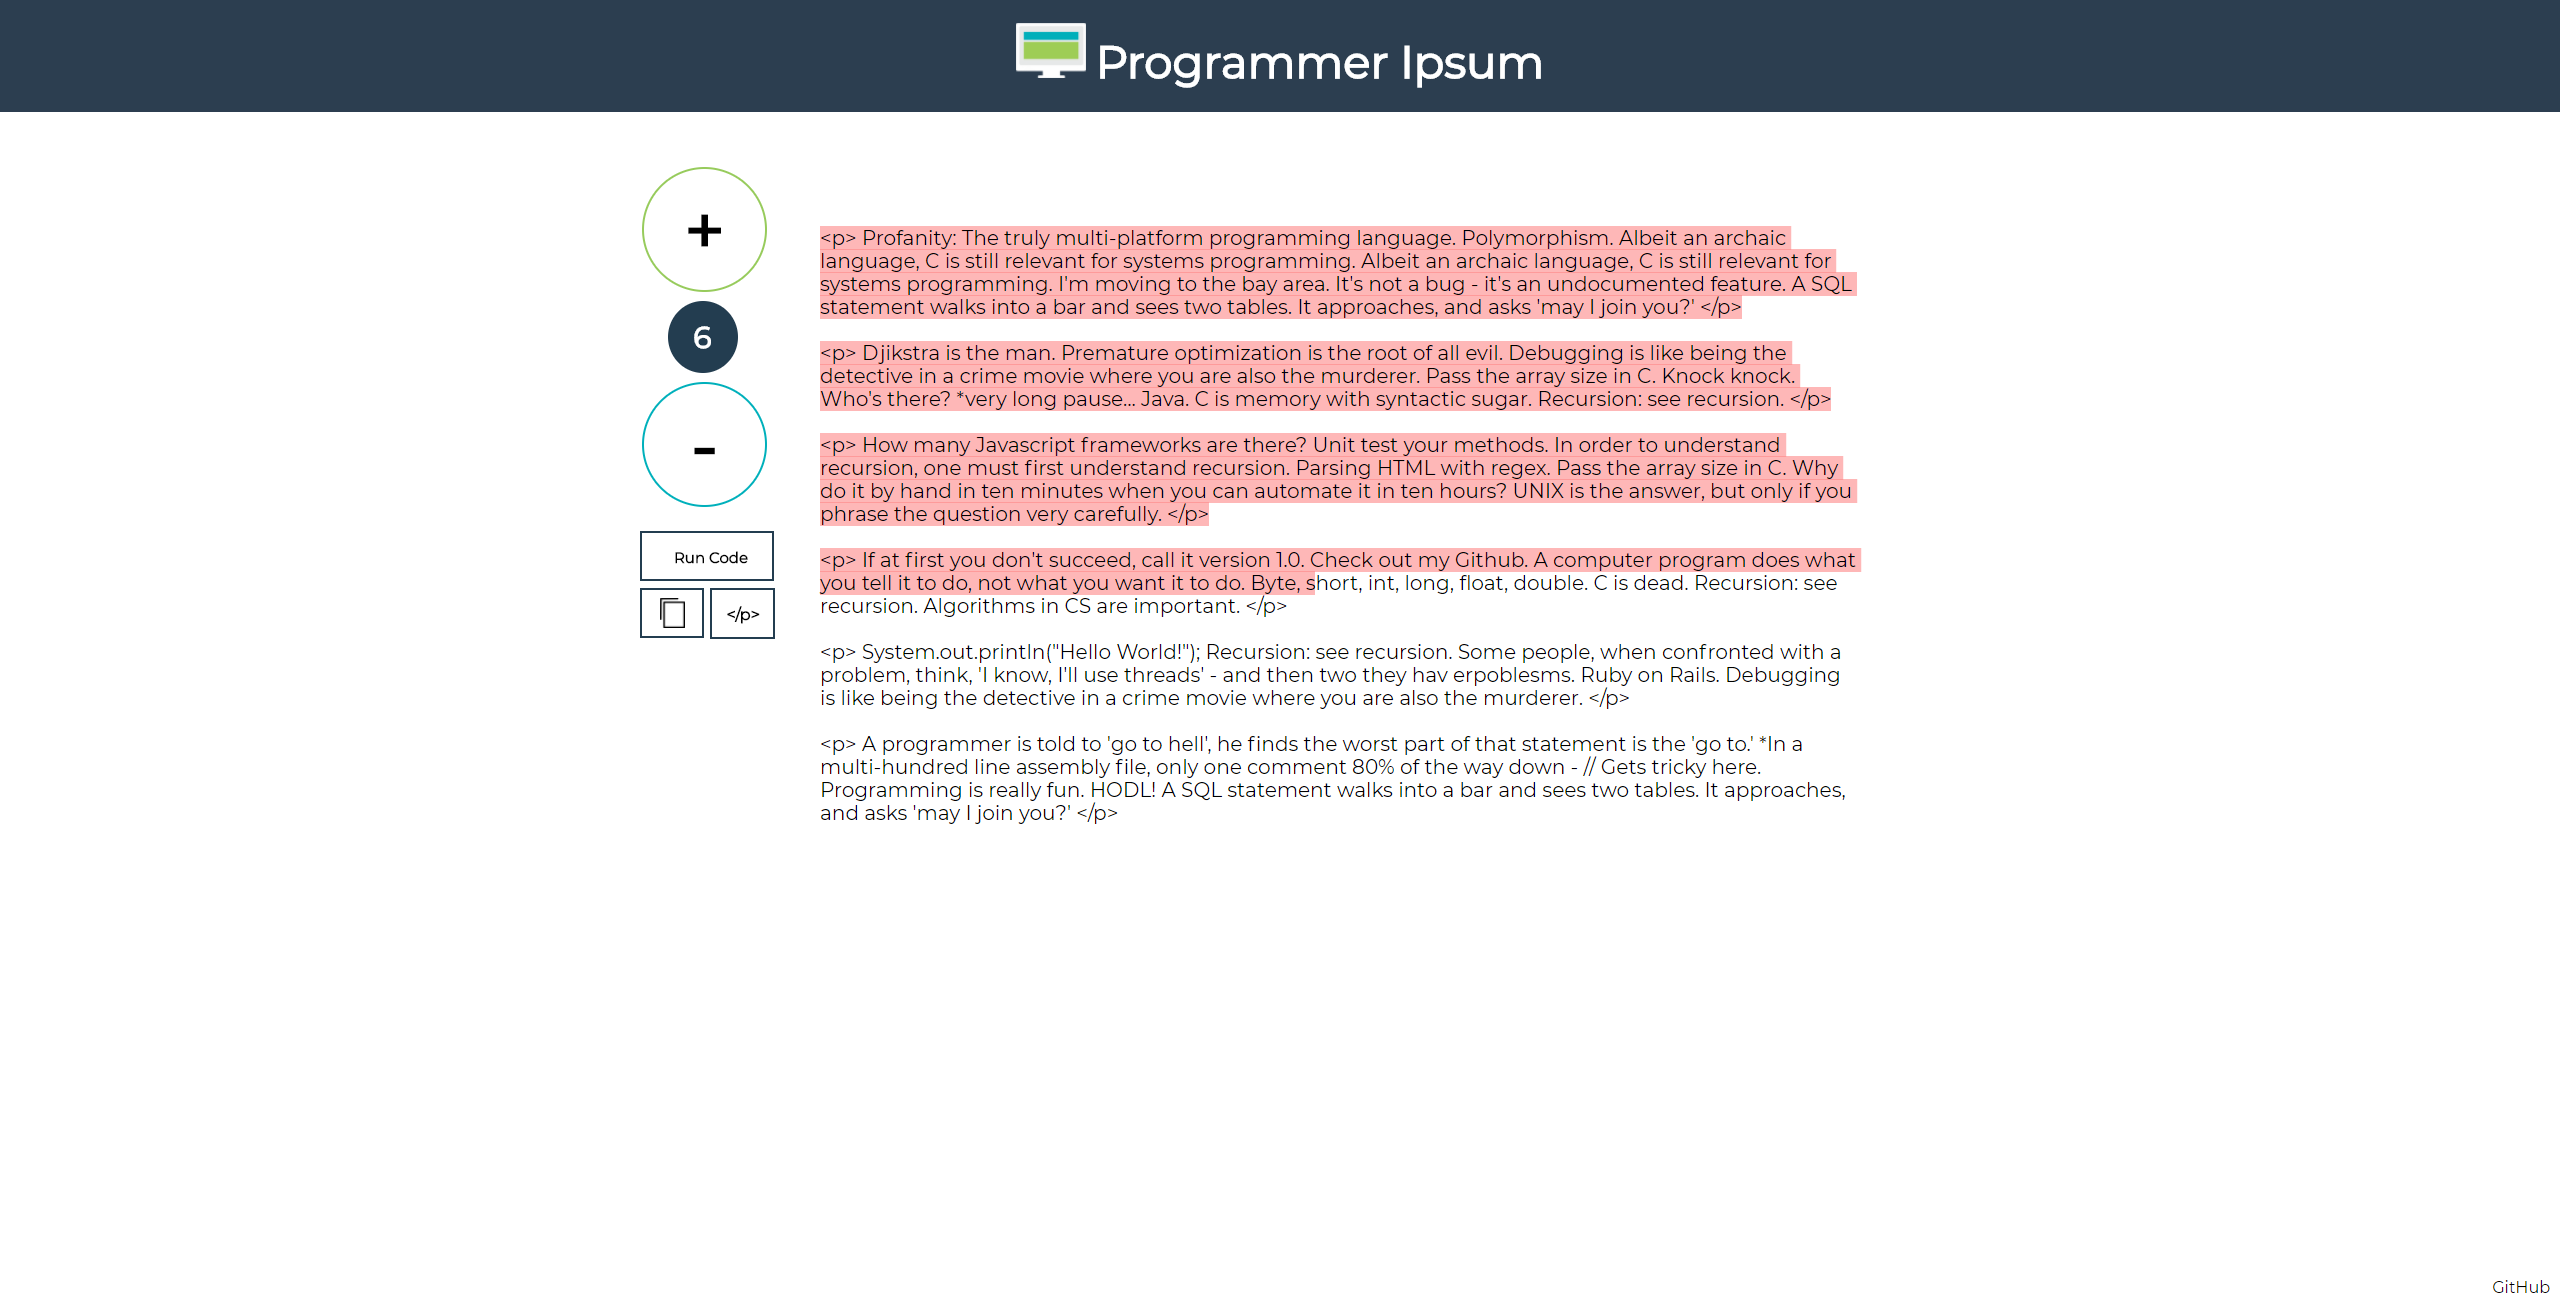 Programmer Ipsum
+
6
-
Run Code
</p>
<p> Profanity: The truly multi-platform programming language. Polymorphism. Albeit an archaic
language, C is still relevant for systems programming. Albeit an archaic language, C is still relevant for
systems programming. I'm moving to the bay area. It's not a bug - it's an undocumented feature. A SQL
statement walks into a bar and sees two tables. It approaches, and asks 'may I join you?' </p>
<p> Djikstra is the man. Premature optimization is the root of all evil. Debugging is like being the
detective in a crime movie where you are also the murderer. Pass the array size in C. Knock knock.
Who's there? *very long pause... Java. C is memory with syntactic sugar. Recursion: see recursion. </p>
<p> How many Javascript frameworks are there? Unit test your methods. In order to understand
recursion, one must first understand recursion. Parsing HTML with regex. Pass the array size in C. Why
do it by hand in ten minutes when you can automate it in ten hours? UNIX is the answer, but only if you
phrase the question very carefully. </p>
<p> If at first you don't succeed, call it version 1.0. Check out my Github. A computer program does what
you tell it to do, not what you want it to do. Byte, short, int, long, float, double. C is dead. Recursion: see
recursion. Algorithms in CS are important. </p>
<p> System.out.println("Hello World!"); Recursion: see recursion. Some people, when confronted with a
problem, think, 'I know, I'll use threads' - and then two they hav erpoblesms. Ruby on Rails. Debugging
is like being the detective in a crime movie where you are also the murderer. </p>
<p> A programmer is told to 'go to hell', he finds the worst part of that statement is the 'go to.' *In a
multi-hundred line assembly file, only one comment 80% of the way down - // Gets tricky here.
Programming is really fun. HODL! A SQL statement walks into a bar and sees two tables. It approaches,
and asks 'may I join you?' </p>
GitHub